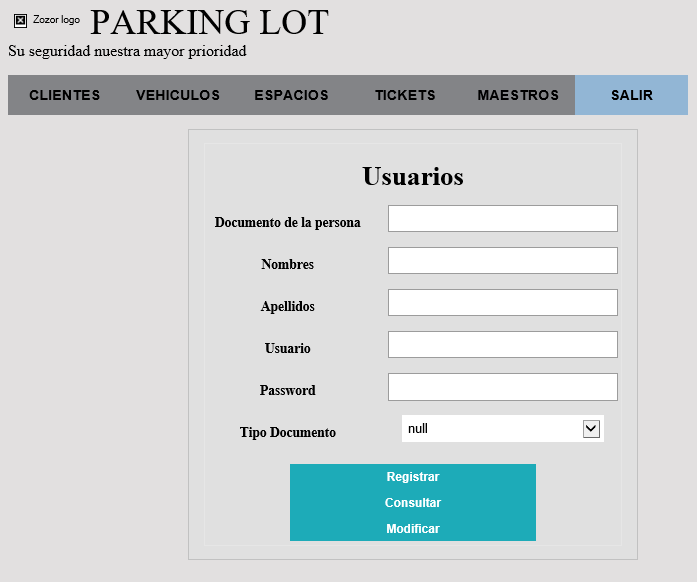 Zozor logo PARKING LOT
Su seguridad nuestra mayor prioridad
CLIENTES VEHICULOS ESPACIOS TICKETS MAESTROS SALIR
Usuarios
Documento de la persona
Nombres
Apellidos
Usuario
Password
Tipo Documento null
Registrar
Consultar
Modificar